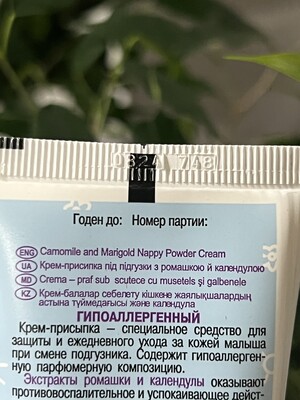 Годен до: Номер партии:
ENG Camomile and Marigold Nappy Powder Cream
UA Крем-присипка під підгузки з ромашкою й календулою
MD Crema – praf sub scutece cu musetels şi galbenele
KZ Крем-балалар себелету кішкене жаялықшалардың
астына түймедағысы және календула
ГИПОАЛЛЕРГЕННЫЙ
Крем-присыпка – специальное средство для
защиты и ежедневного ухода за кожей малыша
при смене подгузника. Содержит гипоаллерген-
ную парфюмерную композицию.
Экстракты ромашки и календулы оказывают
противовоспалительное и успокаивающее дейст-